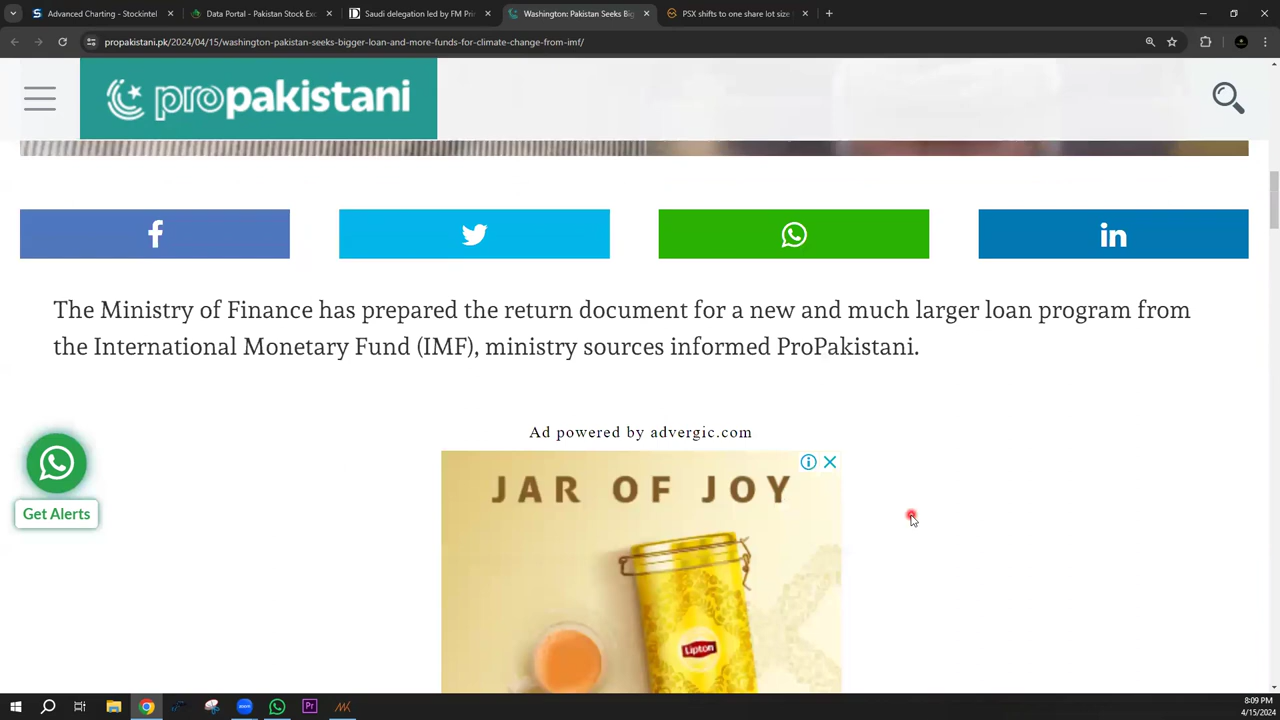 Advanced Charting - Stockintel
Data Portal - Pakistan Stock Exc
Saudi delegation led by FM Prin
Washington: Pakistan Seeks Big
PSX shifts to one share lot size
propakistani.pk/2024/04/15/washington-pakistan-seeks-bigger-loan-and-more-funds-for-climate-change-from-imf/
propakistani
The Ministry of Finance has prepared the return document for a new and much larger loan program from
the International Monetary Fund (IMF), ministry sources informed ProPakistani.
Ad powered by advergic.com
JAR OF JOY
Lipton
Get Alerts
8:09 PM
4/15/2024